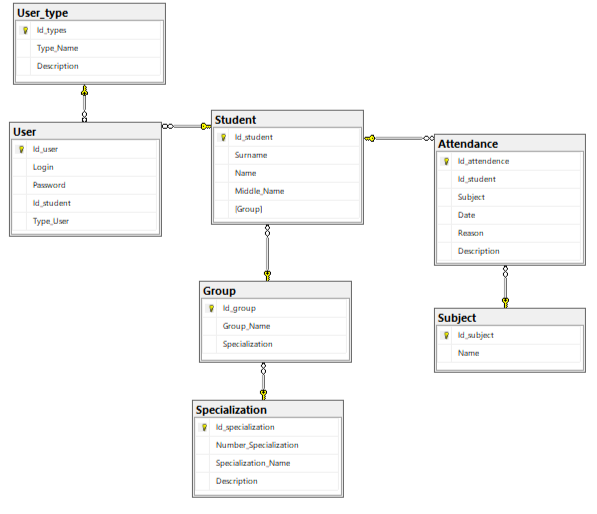 User_type
Id_types
Type_Name
Description
User
Id_user
Login
Password
Id_student
Type_User
Student
Id_student
Surname
Name
Middle_Name
[Group]
Attendance
Id_attendence
Id_student
Subject
Date
Reason
Description
Group
Id_group
Group_Name
Specialization
Subject
Id_subject
Name
Specialization
Id_specialization
Number_Specialization
Specialization_Name
Description